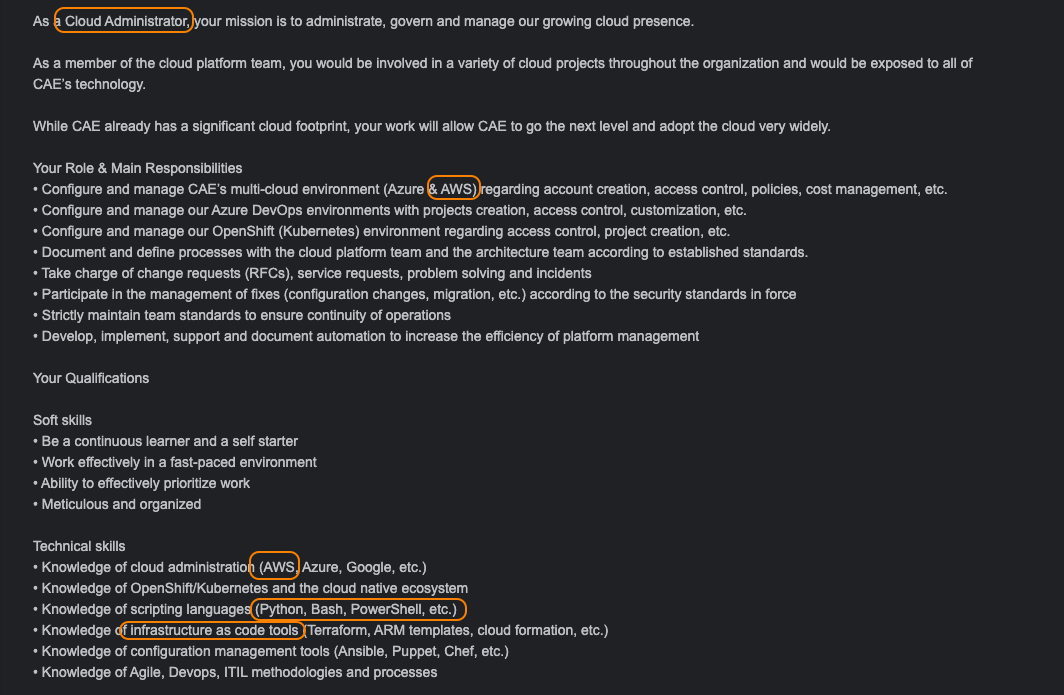 As a Cloud Administrator, your mission is to administrate, govern and manage our growing cloud presence.
As a member of the cloud platform team, you would be involved in a variety of cloud projects throughout the organization and would be exposed to all of
CAE's technology.
While CAE already has a significant cloud footprint, your work will allow CAE to go the next level and adopt the cloud very widely.
Your Role & Main Responsibilities
• Configure and manage CAE's multi-cloud environment (Azure & AWS) regarding account creation, access control, policies, cost management, etc.
• Configure and manage our Azure DevOps environments with projects creation, access control, customization, etc.
• Configure and manage our OpenShift (Kubernetes) environment regarding access control, project creation, etc.
• Document and define processes with the cloud platform team and the architecture team according to established standards.
• Take charge of change requests (RFCs), service requests, problem solving and incidents
• Participate in the management of fixes (configuration changes, migration, etc.) according to the security standards in force
• Strictly maintain team standards to ensure continuity of operations
• Develop, implement, support and document automation to increase the efficiency of platform management
Your Qualifications
Soft skills
• Be a continuous learner and a self starter
• Work effectively in a fast-paced environment
• Ability to effectively prioritize work
• Meticulous and organized
Technical skills
• Knowledge of cloud administration (AWS, Azure, Google, etc.)
• Knowledge of OpenShift/Kubernetes and the cloud native ecosystem
• Knowledge of scripting languages (Python, Bash, PowerShell, etc.)
• Knowledge of infrastructure as code tools (Terraform, ARM templates, cloud formation, etc.)
• Knowledge of configuration management tools (Ansible, Puppet, Chef, etc.)
• Knowledge of Agile, Devops, ITIL methodologies and processes